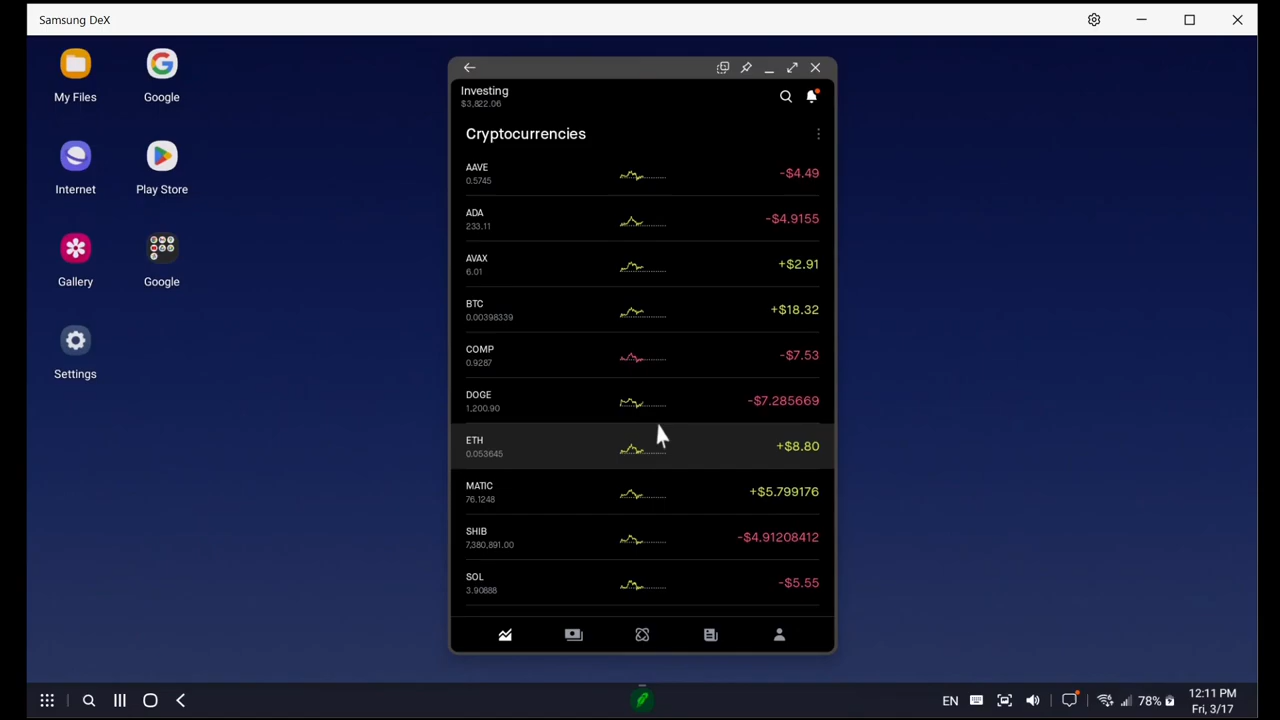 Samsung DeX
My Files
Google
Internet
Play Store
Gallery
Google
Settings
Investing
$3,822.06
Cryptocurrencies
AAVE
0.5745
-$4.49
ADA
233.11
-$4.9155
AVAX
6.01
+$2.91
BTC
0.00398339
+$18.32
COMP
0.9287
-$7.53
DOGE
1,200.90
-$7.285669
ETH
0.053645
+$8.80
MATIC
76.1248
+$5.799176
SHIB
7,380,891.00
-$4.91208412
SOL
3.90888
-$5.55
EN
78%
12:11 PM
Fri, 3/17